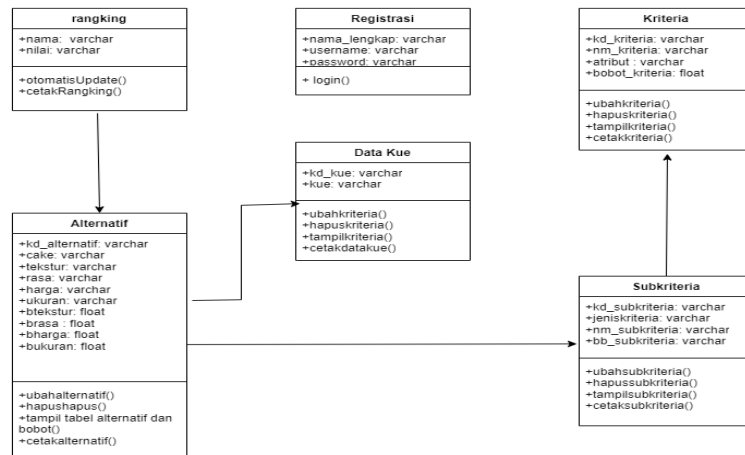 rangking
+nama: varchar
+nilai: varchar
+otomatisUpdate()
+cetakRangking()
Registrasi
+nama_lengkap: varchar
+username: varchar
+password: varchar
+ login()
Kriteria
+kd_kriteria: varchar
+nm_kriteria: varchar
+atribut : varchar
+bobot_kriteria: float
+ubahkriteria()
+hapuskriteria()
+tampilkriteria()
+cetakkriteria()
Data Kue
+kd_kue: varchar
+kue: varchar
+ubahkriteria()
+hapuskriteria()
+tampilkriteria()
+cetakdatakue()
Alternatif
+kd_alternatif: varchar
+cake: varchar
+tekstur: varchar
+rasa: varchar
+harga: varchar
+ukuran: varchar
+btekstur: float
+brasa : float
+bharga: float
+bukuran: float
+ubahalternatif()
+hapushapus()
+tampil tabel alternatif dan
bobot()
+cetakalternatif()
Subkriteria
+kd_subkriteria: varchar
+jeniskriteria: varchar
+nm_subkriteria: varchar
+bb_subkriteria: varchar
+ubahsubkriteria()
+hapussubkriteria()
+tampilsubkriteria()
+cetaksubkriteria()